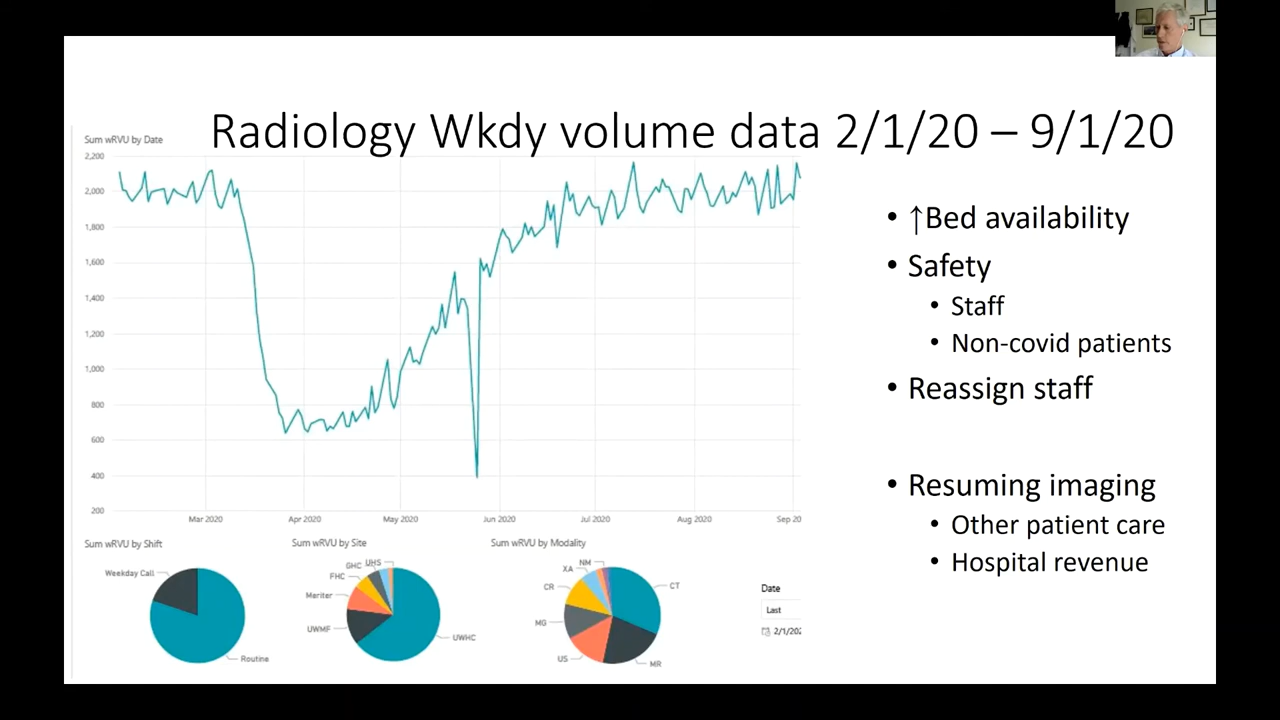 Radiology Wkdy volume data 2/1/20 – 9/1/20
Sum wRVU by Date
2,200
2,000
1,800
1,600
1,400
1,200
1,000
800
600
400
200
Mar 2020
Apr 2020
May 2020
Jun 2020
Jul 2020
Aug 2020
Sep 20
• ↑Bed availability
• Safety
• Staff
• Non-covid patients
• Reassign staff
• Resuming imaging
• Other patient care
• Hospital revenue
Sum wRVU by Shift
Weekday Call
Routine
Sum wRVU by Site
GHC
UHS
FHC
Meriter
UWMF
UWHC
Sum wRVU by Modality
NM
XA
CR
MG
US
CT
MR
Date
Last
2/1/202